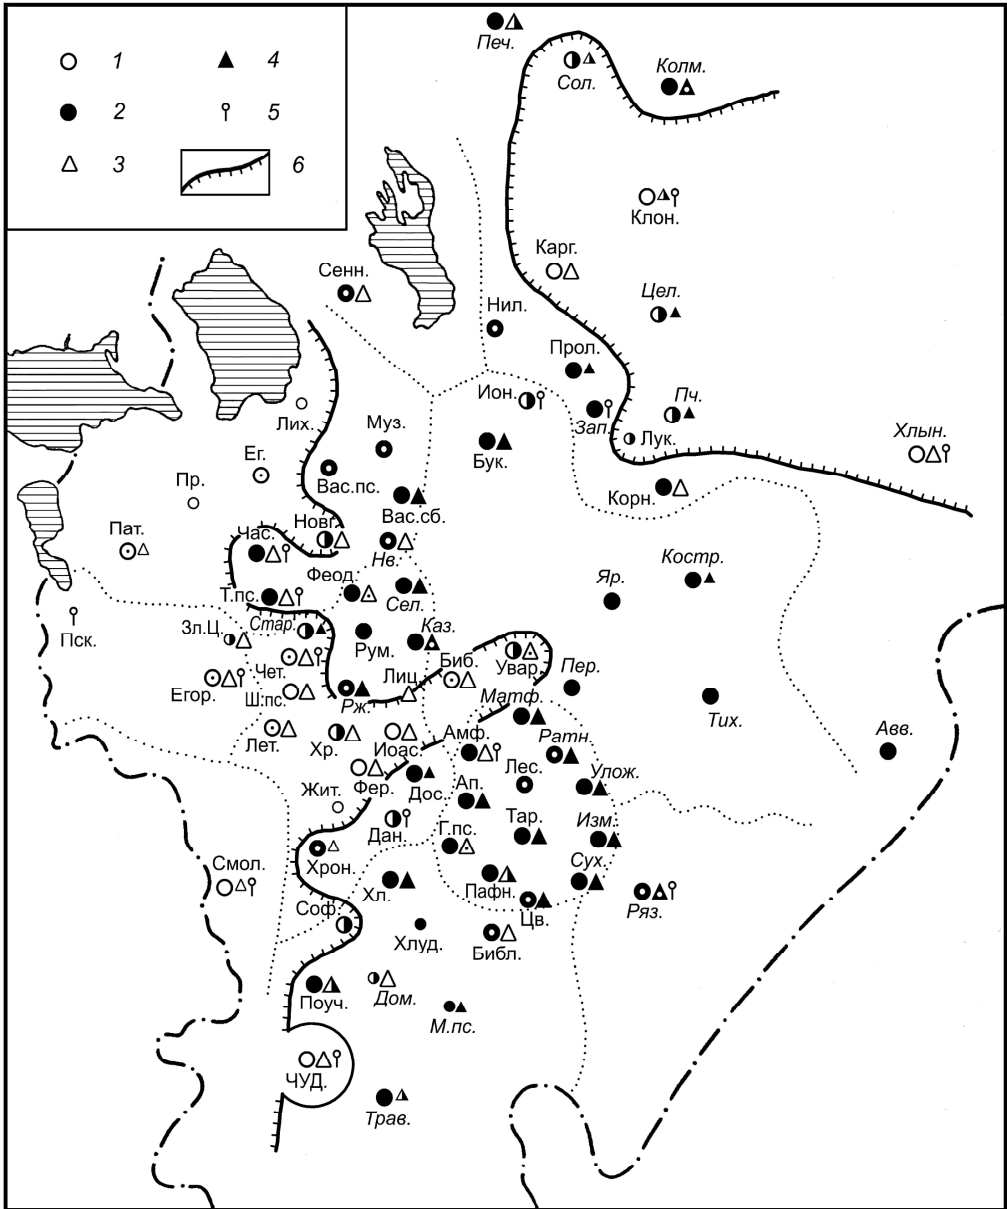 1
4
2
5
3
6
Печ.
Сол.
Колм.
Клон.
Карг.
Сенн.
Цел.
Нил.
Прол.
Ион.
Зап.
Пч.
Лук.
Хлын.
Лих.
Муз.
Бук.
Ег.
Вас.пс.
Корн.
Пр.
Вас.сб.
Пат.
Новг.
Час.
Нв.
Костр.
Феод.
Яр.
Т.пс.
Сел.
Пск.
Зл.Ц.
Стар.
Рум.
Каз.
Увар.
Чет.
Биб.
Пер.
Егор.
Лиц.
Ш.пс.
Рж.
Матф.
Тих.
Лет.
Хр.
Иоас.
Амф.
Ратн.
Авв.
Фер.
Дос.
Лес.
Улож.
Жит.
Ап.
Дан.
Г.пс.
Тар.
Изм.
Хрон.
Сух.
Смол.
Хл.
Пафн.
Цв.
Ряз.
Соф.
Хлуд.
Библ.
Поуч.
Дом.
М.пс.
ЧУД.
Трав.